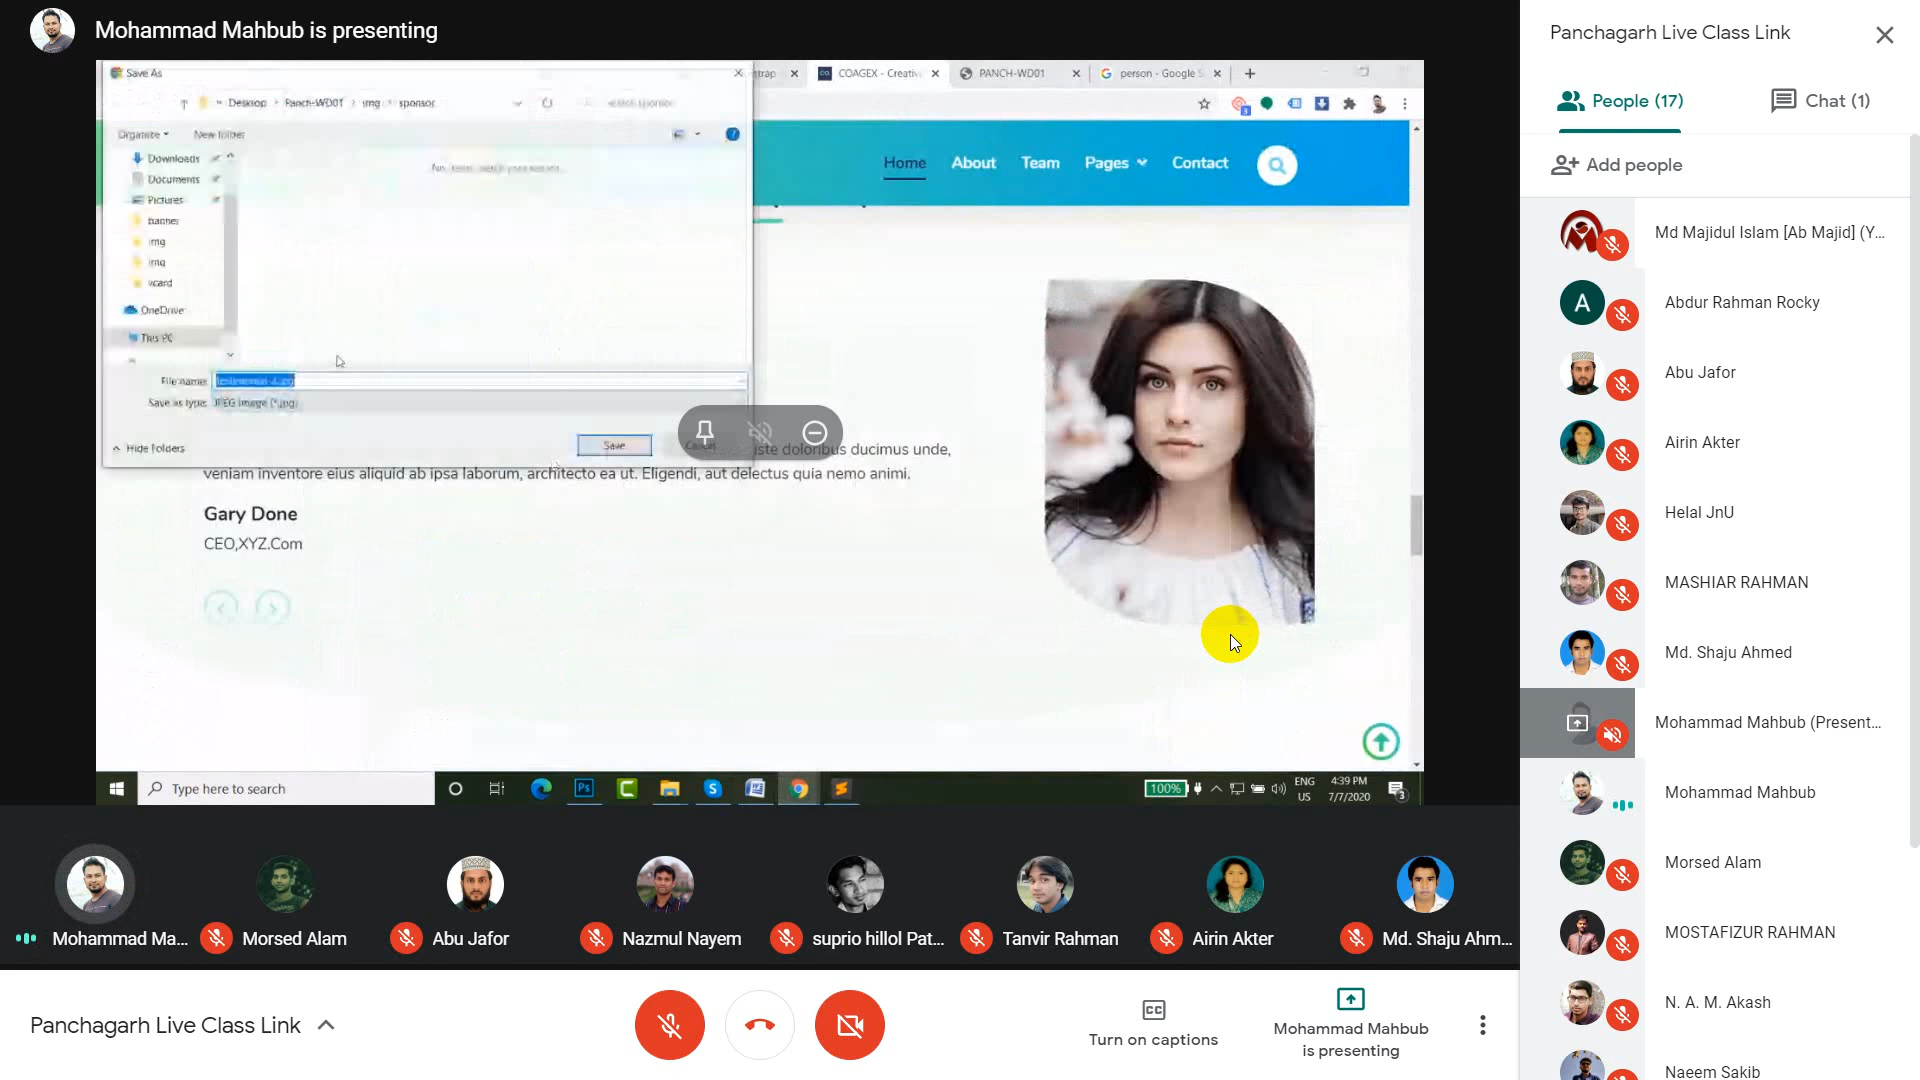 Mohammad Mahbub is presenting
Save As
strap
COAGEX - Creativ
PANCH-WD01
person - Google S
Desktop > Panch-WD01 > img > sponsor
Organize
New folder
Downloads
Documents
Pictures
banner
img
img
vcard
OneDrive
This PC
File name:
Save as type: JPEG Image (*.jpg)
Hide Folders
Save
Cancel
Home
About
Team
Pages
Contact
iste doloribus ducimus unde,
veniam inventore eius aliquid ab ipsa laborum, architecto ea ut. Eligendi, aut delectus quia nemo animi.
Gary Done
CEO,XYZ.Com
Type here to search
Ps
100%
ENG
US
4:39 PM
7/7/2020
3
Mohammad Ma...
Morsed Alam
Abu Jafor
Nazmul Nayem
suprio hillol Pat...
Tanvir Rahman
Airin Akter
Md. Shaju Ahm...
Panchagarh Live Class Link
Turn on captions
Mohammad Mahbub
is presenting
Panchagarh Live Class Link
People (17)
Chat (1)
Add people
Md Majidul Islam [Ab Majid] (Y...
A
Abdur Rahman Rocky
Abu Jafor
Airin Akter
Helal JnU
MASHIAR RAHMAN
Md. Shaju Ahmed
Mohammad Mahbub (Present...
Mohammad Mahbub
Morsed Alam
MOSTAFIZUR RAHMAN
N. A. M. Akash
Naeem Sakib